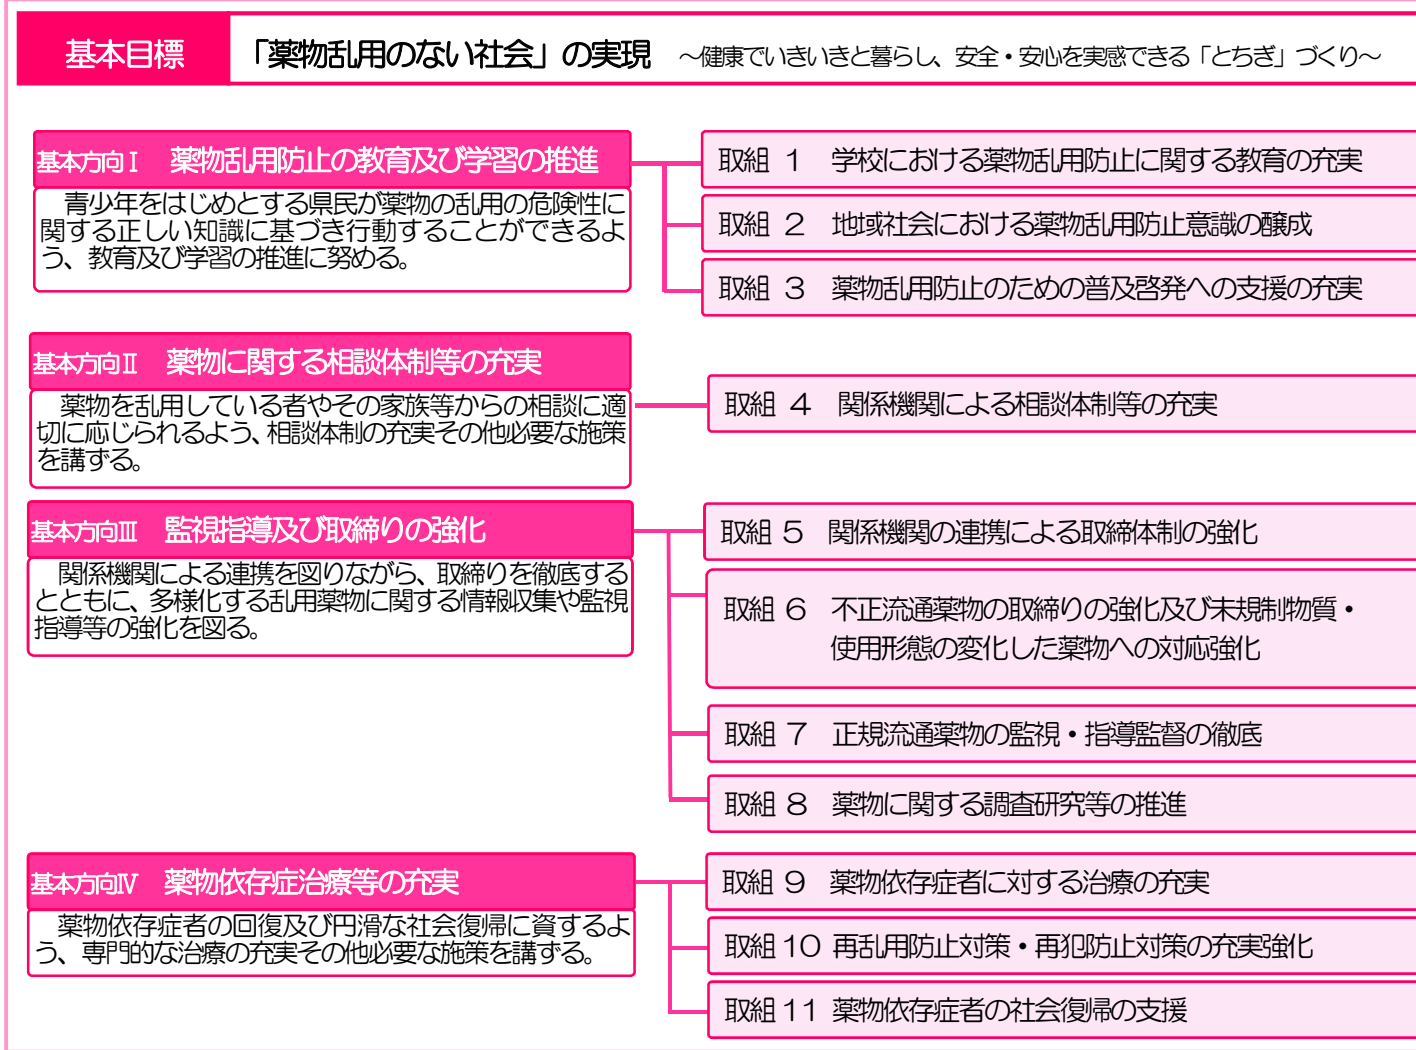 基本目標 「薬物乱用のない社会」の実現 ～健康でいきいきと暮らし、安全・安心を実感できる「とちぎ」づくり～
基本方向Ⅰ 薬物乱用防止の教育及び学習の推進
青少年をはじめとする県民が薬物の乱用の危険性に
関する正しい知識に基づき行動することができるよ
う、教育及び学習の推進に努める。
取組 1 学校における薬物乱用防止に関する教育の充実
取組 2 地域社会における薬物乱用防止意識の醸成
取組 3 薬物乱用防止のための普及啓発への支援の充実
基本方向Ⅱ 薬物に関する相談体制等の充実
薬物を乱用している者やその家族等からの相談に適
切に応じられるよう、相談体制の充実その他必要な施策
を講ずる。
取組 4 関係機関による相談体制等の充実
基本方向Ⅲ 監視指導及び取締りの強化
関係機関による連携を図りながら、取締りを徹底する
とともに、多様化する乱用薬物に関する情報収集や監視
指導等の強化を図る。
取組 5 関係機関の連携による取締体制の強化
取組 6 不正流通薬物の取締りの強化及び未規制物質・
使用形態の変化した薬物への対応強化
取組 7 正規流通薬物の監視・指導監督の徹底
取組 8 薬物に関する調査研究等の推進
基本方向Ⅳ 薬物依存症治療等の充実
薬物依存症者の回復及び円滑な社会復帰に資するよ
う、専門的な治療の充実その他必要な施策を講ずる。
取組 9 薬物依存症者に対する治療の充実
取組10 再乱用防止対策・再犯防止対策の充実強化
取組11 薬物依存症者の社会復帰の支援